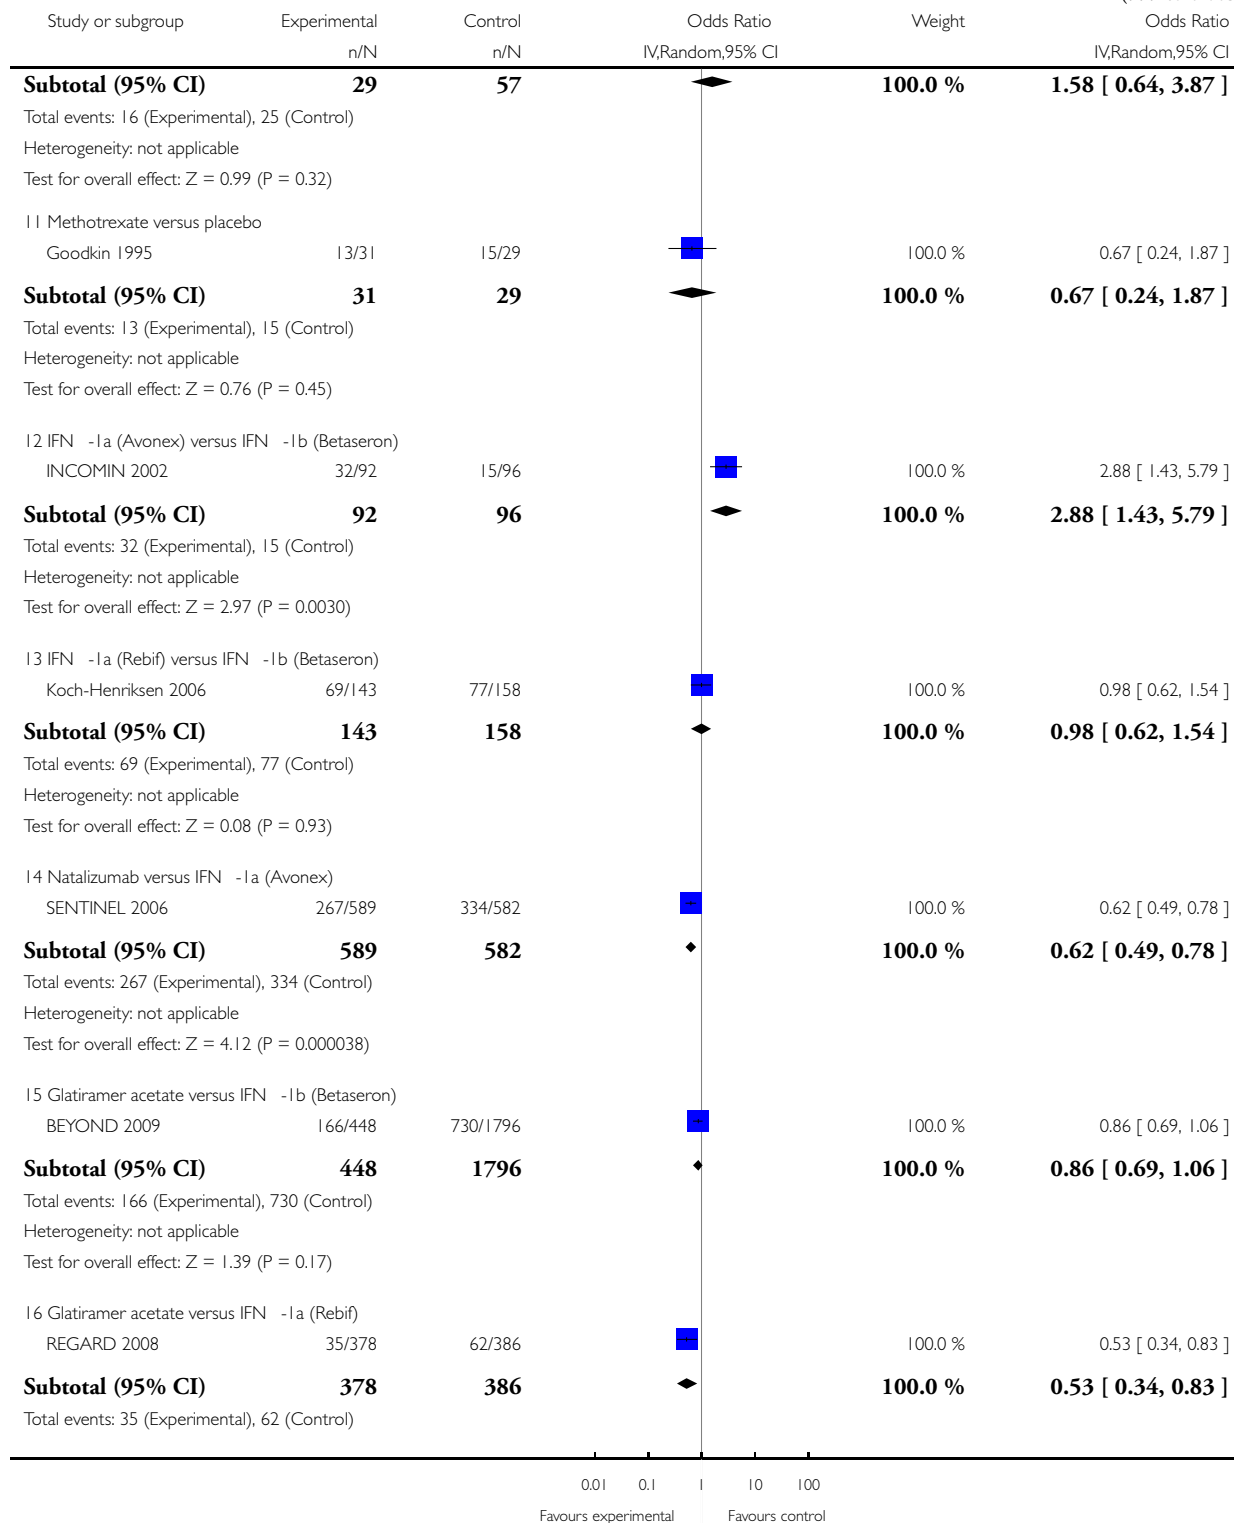 Study or subgroup Experimental Control Odds Ratio Weight Odds Ratio
n/N n/N IV,Random,95% CI IV,Random,95% CI
Subtotal (95% CI) 29 57 100.0 % 1.58 [ 0.64, 3.87 ]
Total events: 16 (Experimental), 25 (Control)
Heterogeneity: not applicable
Test for overall effect: Z = 0.99 (P = 0.32)
11 Methotrexate versus placebo
Goodkin 1995 13/31 15/29 100.0 % 0.67 [ 0.24, 1.87 ]
Subtotal (95% CI) 31 29 100.0 % 0.67 [ 0.24, 1.87 ]
Total events: 13 (Experimental), 15 (Control)
Heterogeneity: not applicable
Test for overall effect: Z = 0.76 (P = 0.45)
12 IFN -1a (Avonex) versus IFN -1b (Betaseron)
INCOMIN 2002 32/92 15/96 100.0 % 2.88 [ 1.43, 5.79 ]
Subtotal (95% CI) 92 96 100.0 % 2.88 [ 1.43, 5.79 ]
Total events: 32 (Experimental), 15 (Control)
Heterogeneity: not applicable
Test for overall effect: Z = 2.97 (P = 0.0030)
13 IFN -1a (Rebif) versus IFN -1b (Betaseron)
Koch-Henriksen 2006 69/143 77/158 100.0 % 0.98 [ 0.62, 1.54 ]
Subtotal (95% CI) 143 158 100.0 % 0.98 [ 0.62, 1.54 ]
Total events: 69 (Experimental), 77 (Control)
Heterogeneity: not applicable
Test for overall effect: Z = 0.08 (P = 0.93)
14 Natalizumab versus IFN -1a (Avonex)
SENTINEL 2006 267/589 334/582 100.0 % 0.62 [ 0.49, 0.78 ]
Subtotal (95% CI) 589 582 100.0 % 0.62 [ 0.49, 0.78 ]
Total events: 267 (Experimental), 334 (Control)
Heterogeneity: not applicable
Test for overall effect: Z = 4.12 (P = 0.000038)
15 Glatiramer acetate versus IFN -1b (Betaseron)
BEYOND 2009 166/448 730/1796 100.0 % 0.86 [ 0.69, 1.06 ]
Subtotal (95% CI) 448 1796 100.0 % 0.86 [ 0.69, 1.06 ]
Total events: 166 (Experimental), 730 (Control)
Heterogeneity: not applicable
Test for overall effect: Z = 1.39 (P = 0.17)
16 Glatiramer acetate versus IFN -1a (Rebif)
REGARD 2008 35/378 62/386 100.0 % 0.53 [ 0.34, 0.83 ]
Subtotal (95% CI) 378 386 100.0 % 0.53 [ 0.34, 0.83 ]
Total events: 35 (Experimental), 62 (Control)
0.01 0.1 1 10 100
Favours experimental Favours control